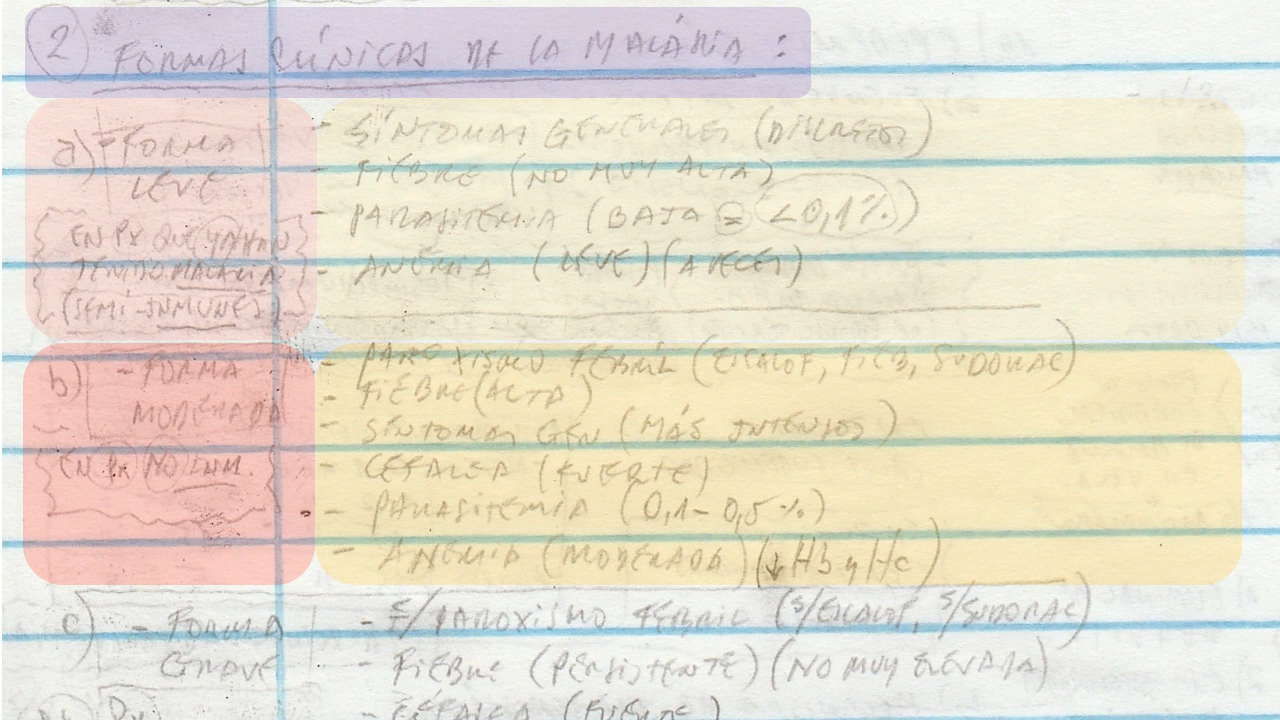 2 FORMAS CLÍNICAS DE LA MALÁRIA :
a) - FORMA LEVE
{ EN PX QUE YA HAN
TENIDO MALARIA
(SEMI-INMUNES) }
- SÍNTOMAS GENERALES (DISCRETOS)
- FIEBRE (NO MUY ALTA)
- PARASITEMIA (BAJA = <0,1%)
- ANÉMIA (LEVE) (A VECES)
b) - FORMA
MODERADA
{ EN PX NO INM. }
- PAROXISMO FEBRIL (ESCALOF, FIEB, SUDORAC)
- FIEBRE (ALTA)
- SÍNTOMAS GEN (MÁS INTENSOS)
- CEFALEA (FUERTE)
- PARASITEMIA (0,1- 0,5 %)
- ANEMIA (MODERADA) (↓ Hb y Hc)
c) - FORMA
GRAVE
- S/PAROXISMO FEBRIL (S/ESCALOF, S/SUDORAC)
- FIEBRE (PERSISTENTE) (NO MUY ELEVADA)
- CEFALEA (FUERTE)